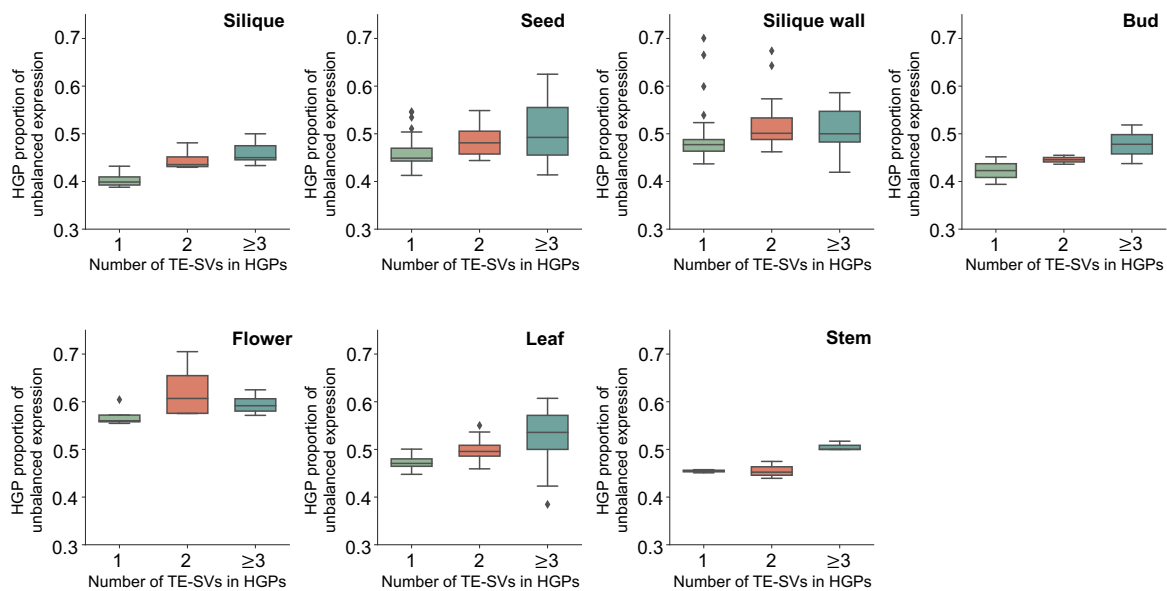 Silique
HGP proportion of
unbalanced expression
0.7
0.6
0.5
0.4
0.3
1 2 ≥3
Number of TE-SVs in HGPs
Seed
HGP proportion of
unbalanced expression
0.7
0.6
0.5
0.4
0.3
1 2 ≥3
Number of TE-SVs in HGPs
Silique wall
HGP proportion of
unbalanced expression
0.7
0.6
0.5
0.4
0.3
1 2 ≥3
Number of TE-SVs in HGPs
Bud
HGP proportion of
unbalanced expression
0.7
0.6
0.5
0.4
0.3
1 2 ≥3
Number of TE-SVs in HGPs
Flower
HGP proportion of
unbalanced expression
0.7
0.6
0.5
0.4
0.3
1 2 ≥3
Number of TE-SVs in HGPs
Leaf
HGP proportion of
unbalanced expression
0.7
0.6
0.5
0.4
0.3
1 2 ≥3
Number of TE-SVs in HGPs
Stem
HGP proportion of
unbalanced expression
0.7
0.6
0.5
0.4
0.3
1 2 ≥3
Number of TE-SVs in HGPs